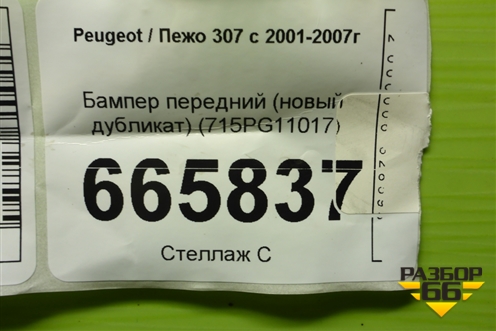 Peugeot / Пежо 307 с 2001-2007г
Бампер передний (новый
дубликат) (715PG11017)
665837
Стеллаж С
РАЗБОР
66